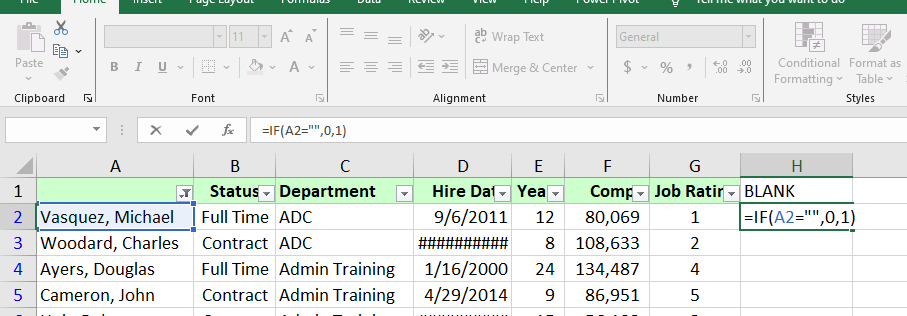 File Home Insert Page Layout Formulas Data Review View Help Power Pivot Tell me what you want to do
11 A A ab Wrap Text General
Paste B I U A Merge & Center $ % , .00 Conditional Formatting Format as Table
Clipboard Font Alignment Number Styles
=IF(A2="",0,1)
A B C D E F G H
1 Status Department Hire Dat Yea Comp Job Ratin BLANK
2 Vasquez, Michael Full Time ADC 9/6/2011 12 80,069 1 =IF(A2="",0,1)
3 Woodard, Charles Contract ADC ########## 8 108,633 2
4 Ayers, Douglas Full Time Admin Training 1/16/2000 24 134,487 4
5 Cameron, John Contract Admin Training 4/29/2014 9 86,951 5